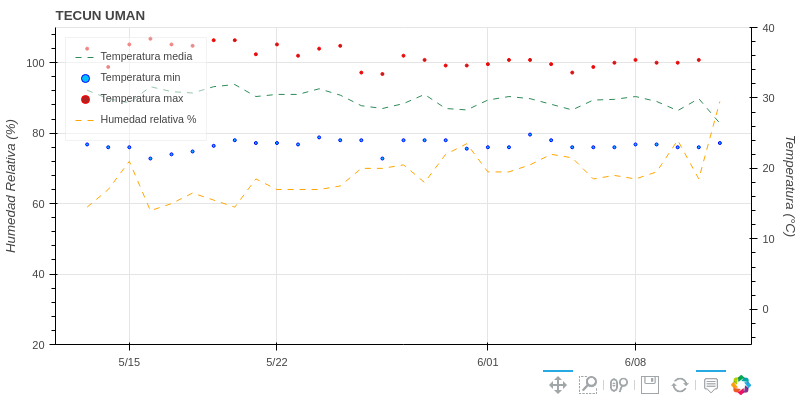 TECUN UMAN
Temperatura media
Temperatura min
Temperatura max
Humedad relativa %
Humedad Relativa (%)
100
80
60
40
20
Temperatura (°C)
40
30
20
10
0
5/15
5/22
6/01
6/08